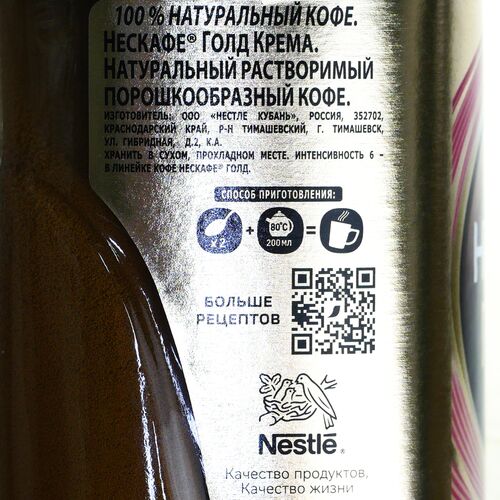 100 % НАТУРАЛЬНЫЙ КОФЕ.
НЕСКАФЕ® ГОЛД КРЕМА.
НАТУРАЛЬНЫЙ РАСТВОРИМЫЙ
ПОРОШКООБРАЗНЫЙ КОФЕ.
ИЗГОТОВИТЕЛЬ: ООО «НЕСТЛЕ КУБАНЬ», РОССИЯ, 352702,
КРАСНОДАРСКИЙ КРАЙ, Р-Н ТИМАШЕВСКИЙ, Г. ТИМАШЕВСК,
УЛ. ГИБРИДНАЯ, Д.2, К.А.
ХРАНИТЬ В СУХОМ, ПРОХЛАДНОМ МЕСТЕ. ИНТЕНСИВНОСТЬ 6 –
В ЛИНЕЙКЕ КОФЕ НЕСКАФЕ® ГОЛД.
СПОСОБ ПРИГОТОВЛЕНИЯ:
x 2 + 80°C 200 МЛ =
БОЛЬШЕ
РЕЦЕПТОВ
Nestlé®
Качество продуктов,
Качество жизни